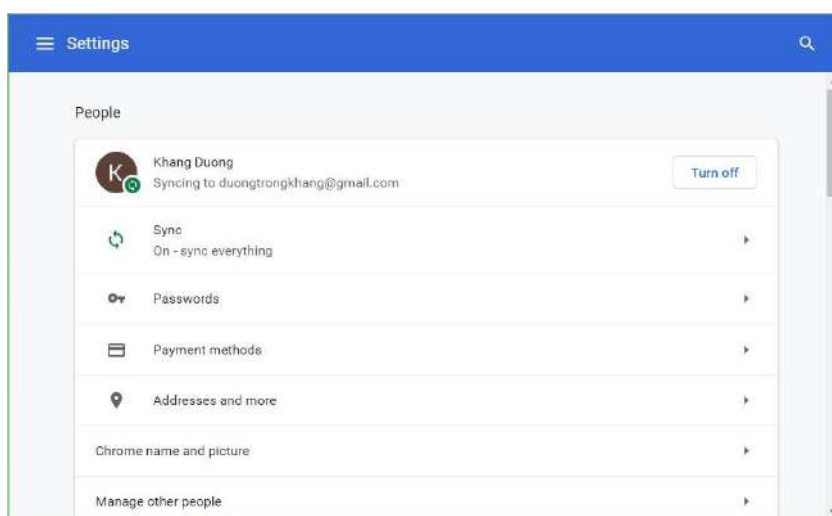 Settings
People
K
Khang Duong
Syncing to duongtrongkhang@gmail.com
Turn off
Sync
On - sync everything
Passwords
Payment methods
Addresses and more
Chrome name and picture
Manage other people